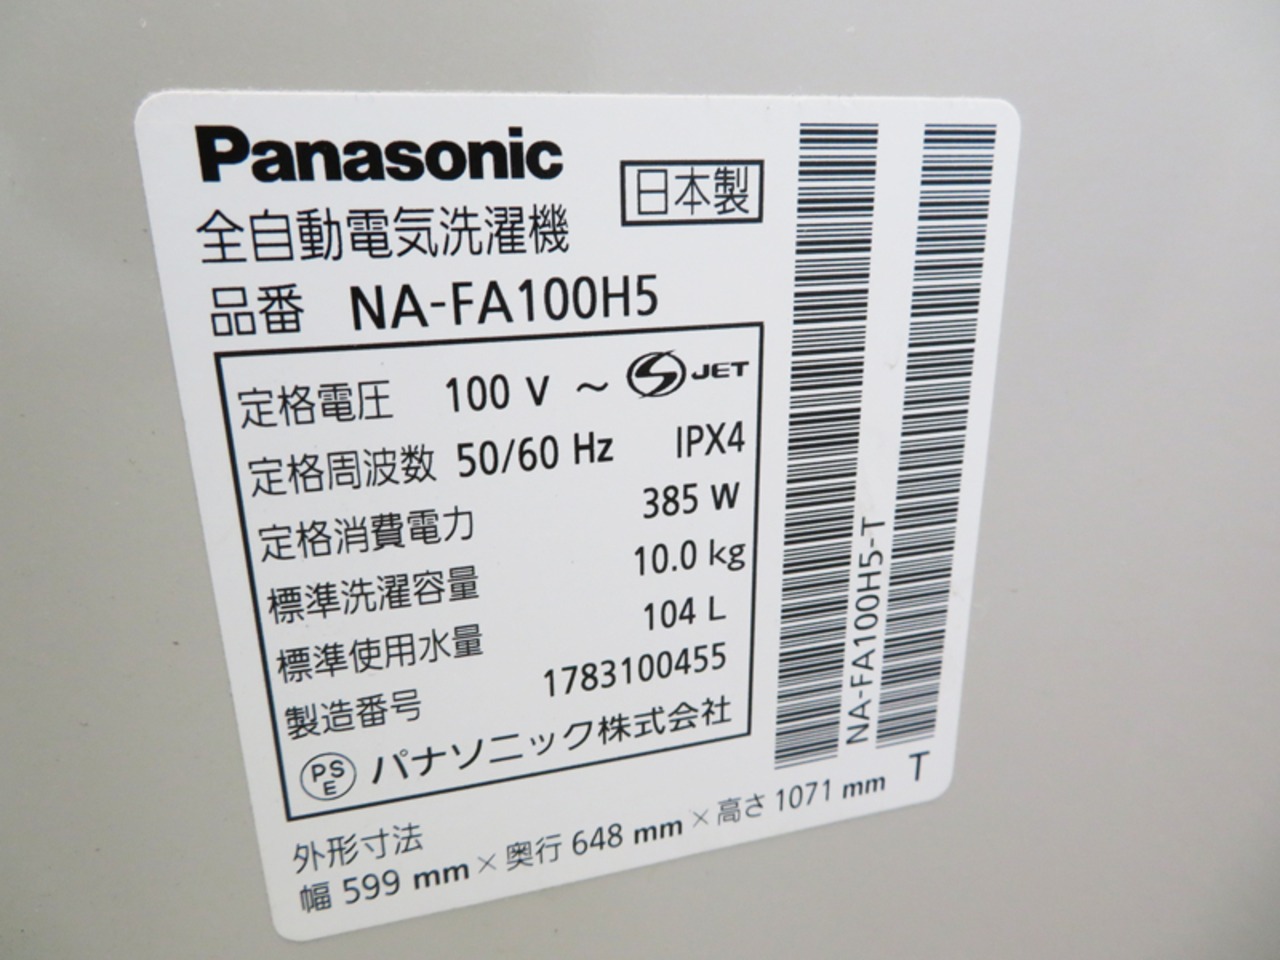 Panasonic
日本製
全自動電気洗濯機
品番 NA-FA100H5
定格電圧 100 V ~ S JET
定格周波数 50/60 Hz IPX4
定格消費電力 385 W
標準洗濯容量 10.0 kg
標準使用水量 104 L
製造番号 1783100455
PSE パナソニック株式会社
外形寸法
幅 599 mm × 奥行 648 mm × 高さ 1071 mm T
NA-FA100H5-T